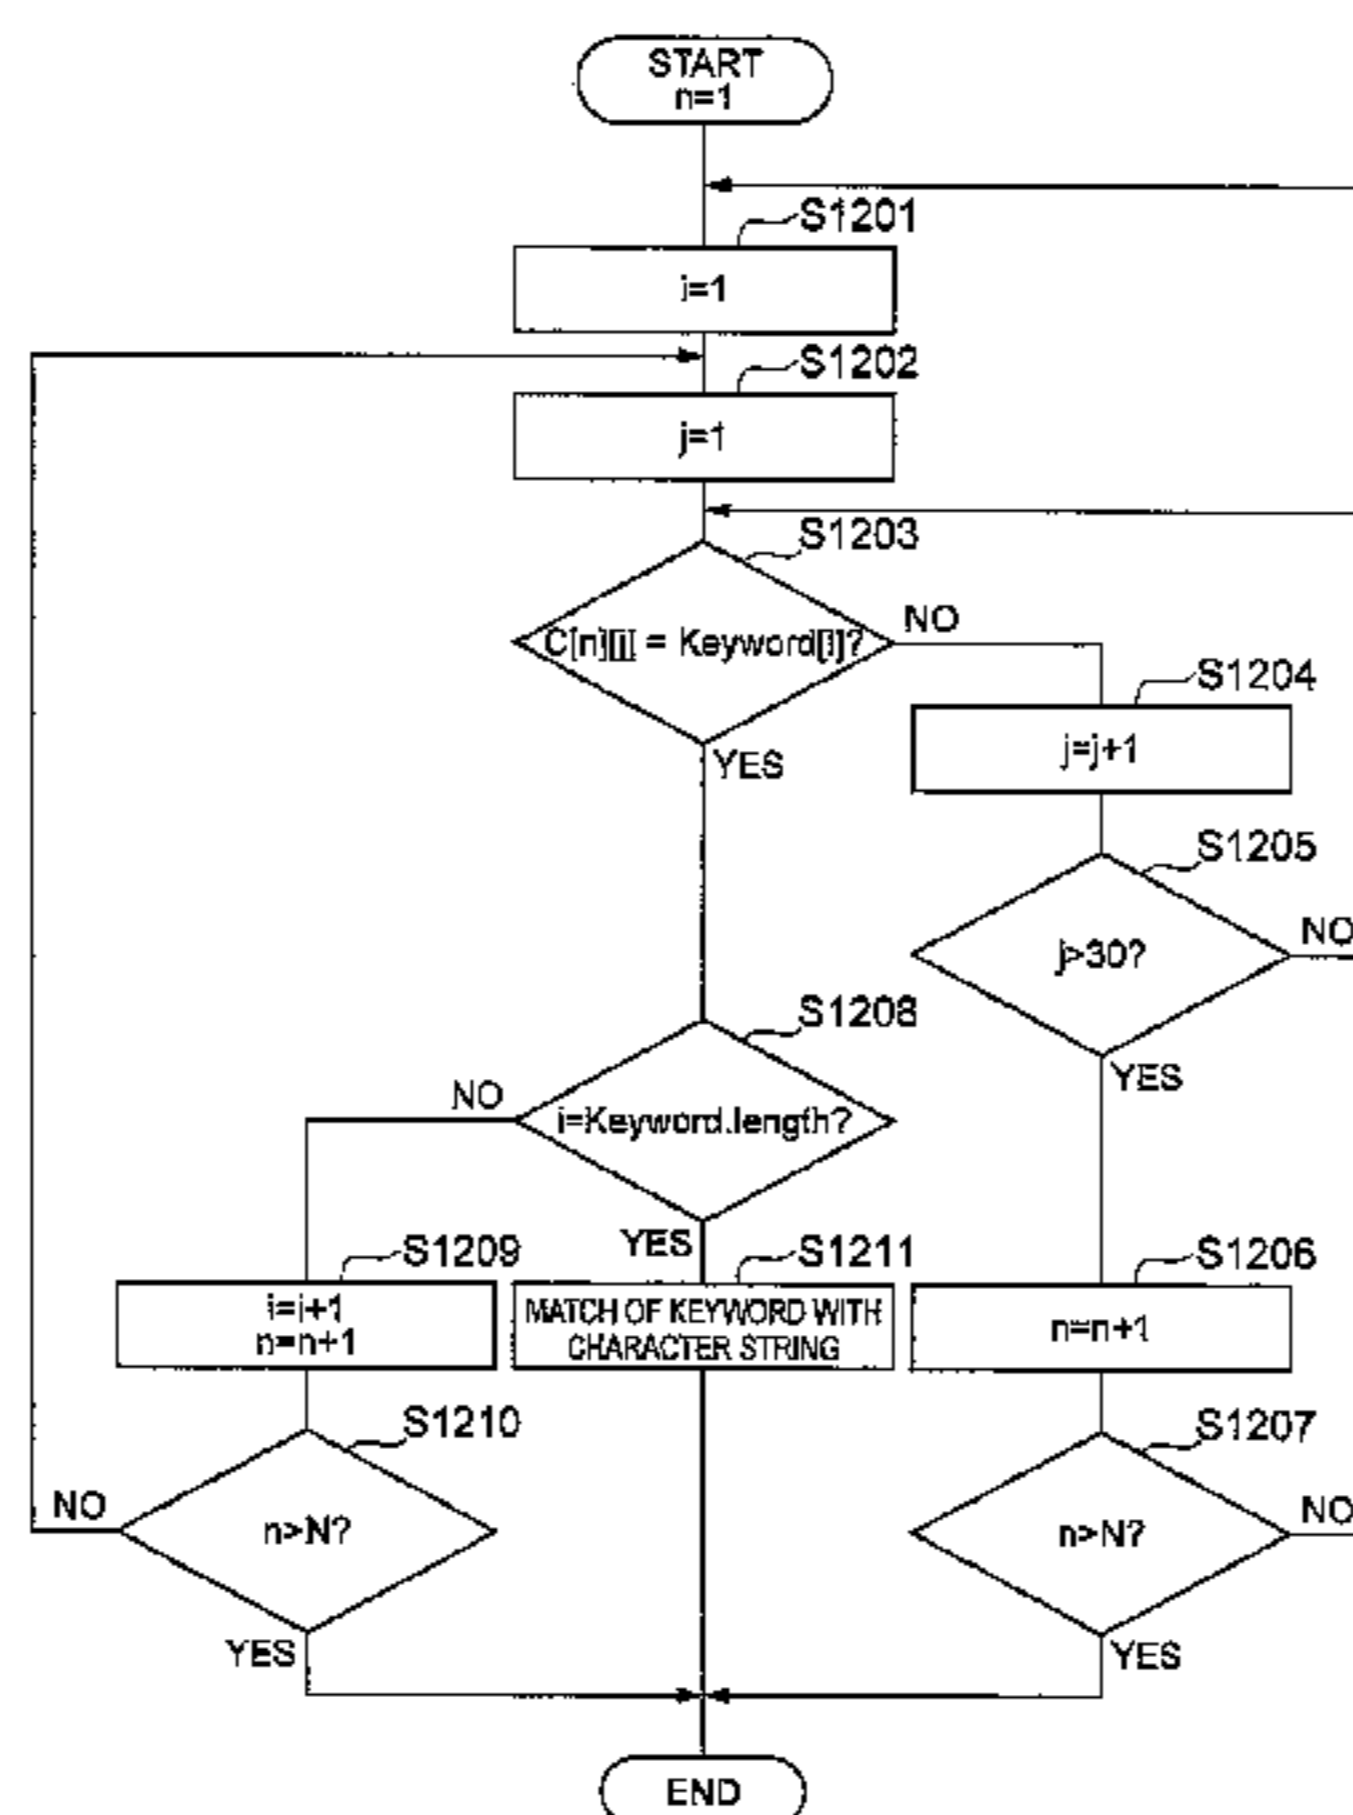 START
n=1
S1201
i=1
S1202
j=1
S1203
C[n][j] = Keyword[i]?
NO
YES
S1204
j=j+1
S1205
j>30?
NO
YES
S1208
i=Keyword.length?
NO
YES
S1209
i=i+1
n=n+1
S1211
MATCH OF KEYWORD WITH
CHARACTER STRING
S1206
n=n+1
S1210
n>N?
NO
YES
S1207
n>N?
NO
YES
END